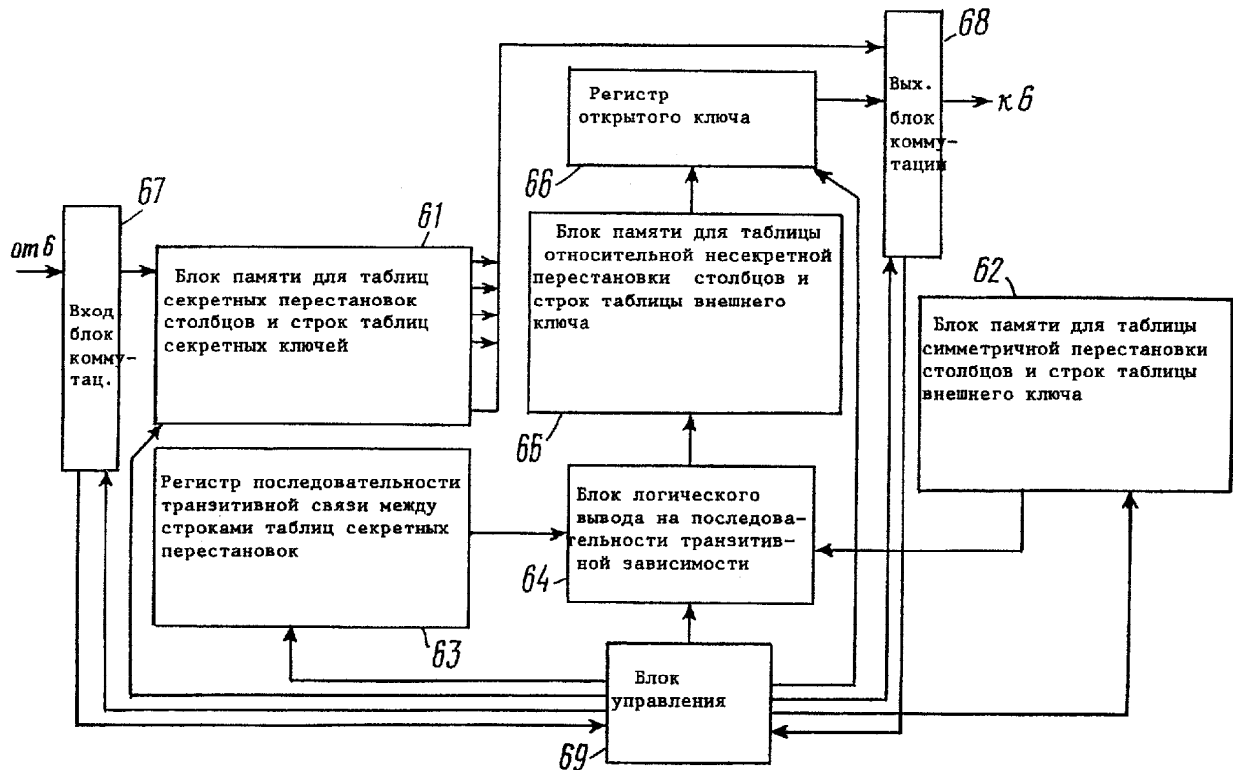 68
Вых.
блок
комму-
тации
к 6
Регистр
открытого ключа
66
67
от 6
Вход
блок
комму-
тац.
61
Блок памяти для таблиц
секретных перестановок
столбцов и строк таблиц
секретных ключей
Блок памяти для таблицы
относительной несекретной
перестановки столбцов и
строк таблицы внешнего
ключа
65
62
Блок памяти для таблицы
симметричной перестановки
столбцов и строк таблицы
внешнего ключа
Регистр последовательности
транзитивной связи между
строками таблиц секретных
перестановок
63
Блок логического
вывода на последова-
тельности транзитив-
ной зависимости
64
Блок
управления
69